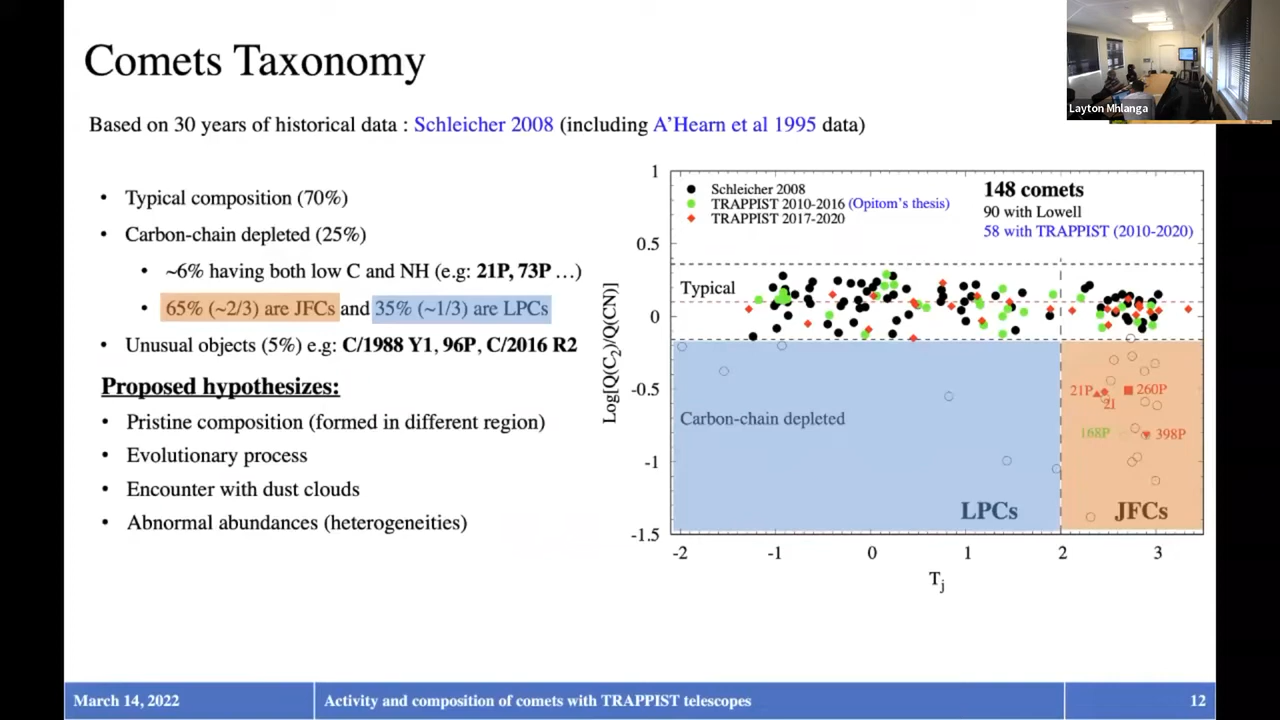 Comets Taxonomy
Layton Mhlanga
Based on 30 years of historical data : Schleicher 2008 (including A'Hearn et al 1995 data)
• Typical composition (70%)
• Carbon-chain depleted (25%)
• ~6% having both low C and NH (e.g: 21P, 73P …)
• 65% (~2/3) are JFCs and 35% (~1/3) are LPCs
• Unusual objects (5%) e.g: C/1988 Y1, 96P, C/2016 R2
Proposed hypothesizes:
• Pristine composition (formed in different region)
• Evolutionary process
• Encounter with dust clouds
• Abnormal abundances (heterogeneities)
Log[Q(C2)/Q(CN)]
1
0.5
0
-0.5
-1
-1.5
Schleicher 2008
TRAPPIST 2010-2016 (Opitom's thesis)
TRAPPIST 2017-2020
148 comets
90 with Lowell
58 with TRAPPIST (2010-2020)
Typical
Carbon-chain depleted
21P
2I
260P
168P
398P
LPCs
JFCs
-2 -1 0 1 2 3
Tj
March 14, 2022
Activity and composition of comets with TRAPPIST telescopes
12